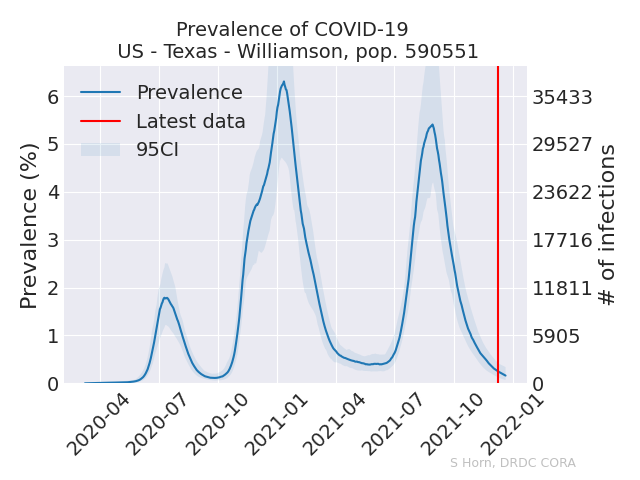 Prevalence of COVID-19
US - Texas - Williamson, pop. 590551
Prevalence
Latest data
95CI
Prevalence (%)
6
5
4
3
2
1
0
35433
29527
23622
17716
11811
5905
0
# of infections
2020-04
2020-07
2020-10
2021-01
2021-04
2021-07
2021-10
2022-01
S Horn, DRDC CORA